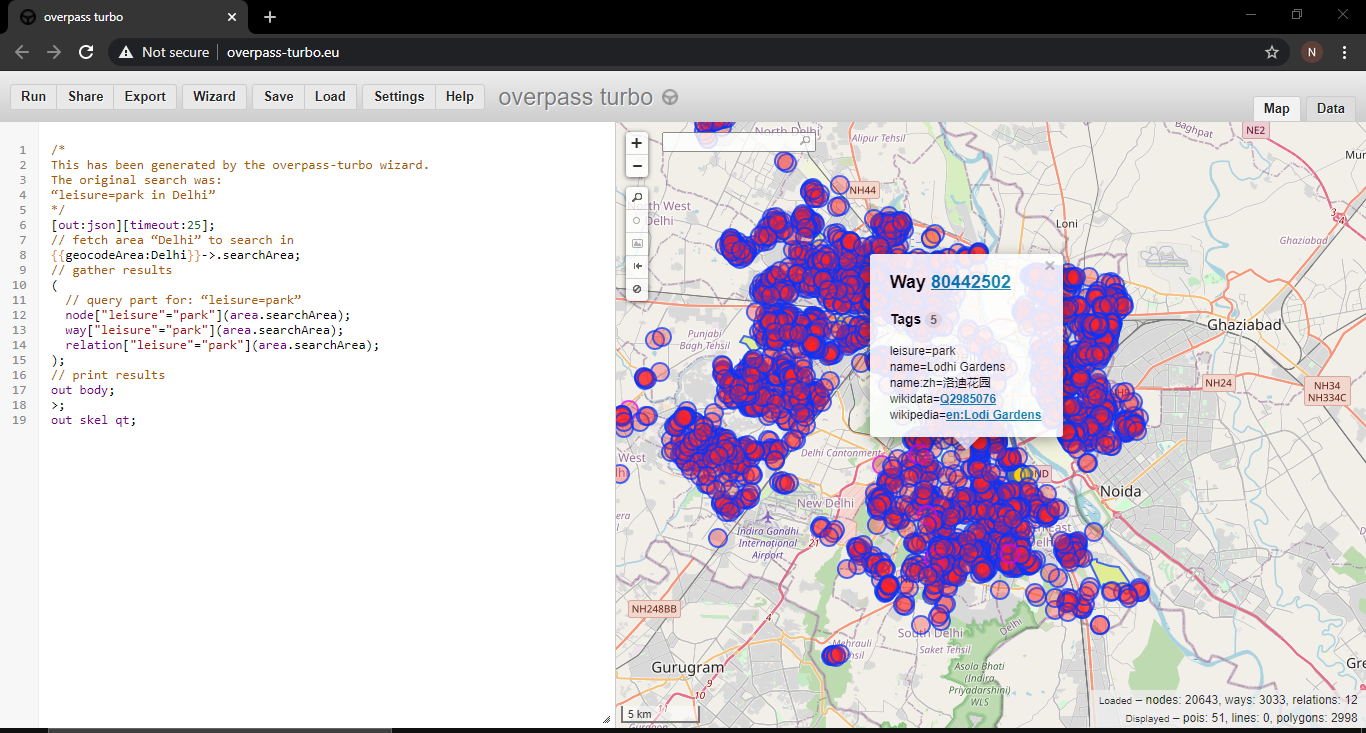 overpass turbo
Not secure
overpass-turbo.eu
N
Run
Share
Export
Wizard
Save
Load
Settings
Help
overpass turbo
Map
Data
1 /*
2 This has been generated by the overpass-turbo wizard.
3 The original search was:
4 “leisure=park in Delhi”
5 */
6 [out:json][timeout:25];
7 // fetch area “Delhi” to search in
8 {{geocodeArea:Delhi}}->.searchArea;
9 // gather results
10 (
11 // query part for: “leisure=park”
12 node["leisure"="park"](area.searchArea);
13 way["leisure"="park"](area.searchArea);
14 relation["leisure"="park"](area.searchArea);
15 );
16 // print results
17 out body;
18 >;
19 out skel qt;
+
−
North Delhi
Alipur Tehsil
Baghpat
NE2
NH44
Delhi
Loni
Ghaziabad
Way 80442502
Tags 5
leisure=park
name=Lodhi Gardens
name:zh=洛迪花园
wikidata=Q2985076
wikipedia=en:Lodi Gardens
Punjabi
Bagh Tehsil
Ghaziabad
NH24
NH34
NH334C
West
Delhi Cantonment
New Delhi
Noida
Indira Gandhi
International
Airport
21
NH248BB
4
South Delhi
Saket Tehsil
Delhi
Mehrauli
Gurugram
9
10
Asola Bhati
(Indira
Priyadarshini)
WLS
3
5 km
Loaded – nodes: 20643, ways: 3033, relations: 12
Displayed – pois: 51, lines: 0, polygons: 2998